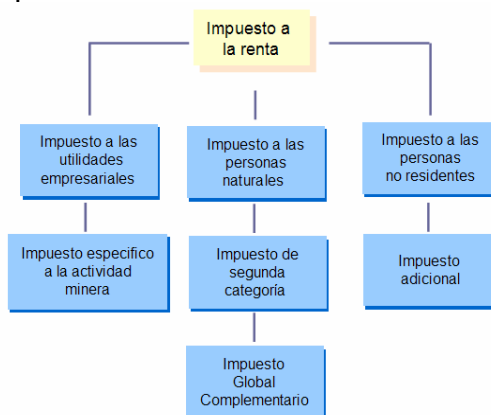 Impuesto a
la renta
Impuesto a las
utilidades
empresariales
Impuesto a las
personas
naturales
Impuesto a las
personas
no residentes
Impuesto especifico
a la actividad
minera
Impuesto de
segunda
categoría
Impuesto
adicional
Impuesto
Global
Complementario